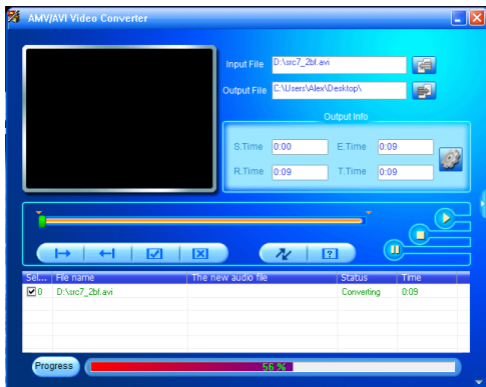 AMV/AVI Video Converter
Input File D:\src7_2bf.avi
Output File C:\Users\Alex\Desktop\
Output Info
S.Time 0:00 E.Time 0:09
R.Time 0:09 T.Time 0:09
Sel... File name The new audio file Status Time
0 D:\src7_2bf.avi Converting 0:09
Progress 56 %